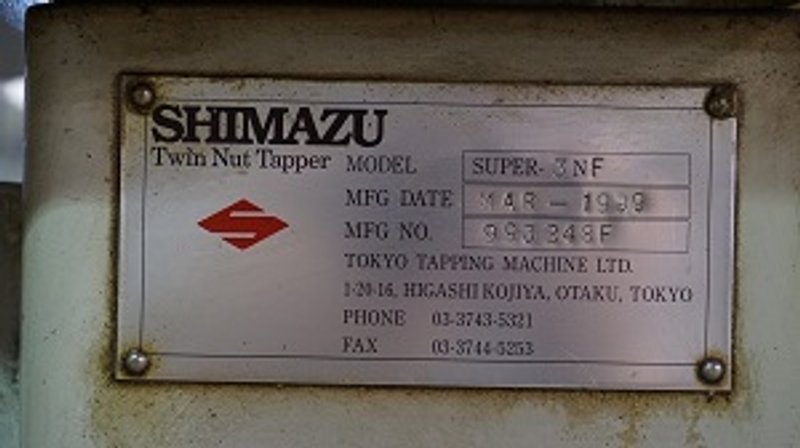 SHIMAZU
Twin Nut Tapper
MODEL SUPER-3NF
MFG DATE MAR-1999
MFG NO.
TOKYO TAPPING MACHINE LTD.
1-20-16, HIGASHI KOJIYA, OTAKU, TOKYO
PHONE 03-3743-5321
FAX 03-3744-5253